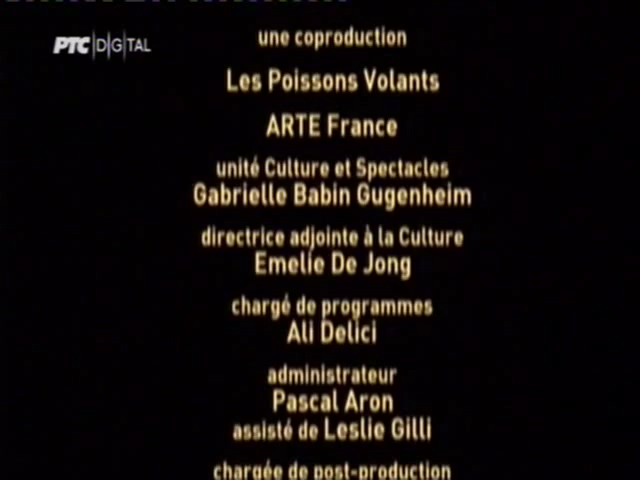 РТС DIGITAL
une coproduction
Les Poissons Volants
ARTE France
unité Culture et Spectacles
Gabrielle Babin Gugenheim
directrice adjointe à la Culture
Emelie De Jong
chargé de programmes
Ali Delici
administrateur
Pascal Aron
assisté de Leslie Gilli
chargée de post-production